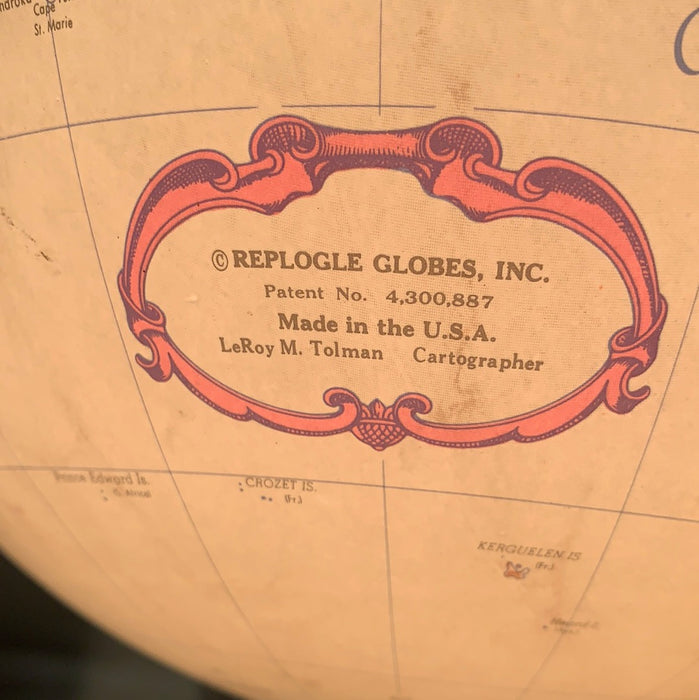 Cape
St. Marie
© REPLOGLE GLOBES, INC.
Patent No. 4,300,887
Made in the U.S.A.
LeRoy M. Tolman Cartographer
Prince Edward Is.
CROZET IS.
(Fr.)
KERGUELEN IS
(Fr.)